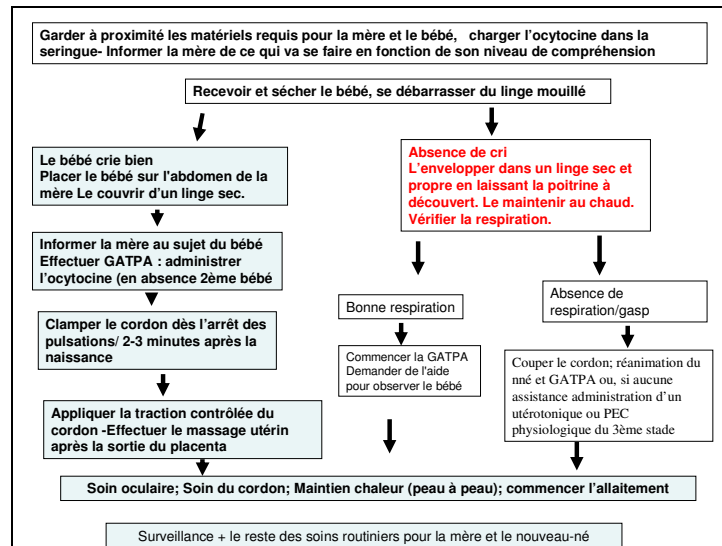 Garder à proximité les matériels requis pour la mère et le bébé, charger l'ocytocine dans la
seringue- Informer la mère de ce qui va se faire en fonction de son niveau de compréhension
Recevoir et sécher le bébé, se débarrasser du linge mouillé
Le bébé crie bien
Placer le bébé sur l'abdomen de la
mère Le couvrir d'un linge sec.
Absence de cri
L'envelopper dans un linge sec et
propre en laissant la poitrine à
découvert. Le maintenir au chaud.
Vérifier la respiration.
Informer la mère au sujet du bébé
Effectuer GATPA : administrer
l'ocytocine (en absence 2ème bébé
Bonne respiration
Absence de
respiration/gasp
Clamper le cordon dès l'arrêt des
pulsations/ 2-3 minutes après la
naissance
Commencer la GATPA
Demander de l'aide
pour observer le bébé
Couper le cordon; réanimation du
nné et GATPA ou, si aucune
assistance administration d'un
utérotonique ou PEC
physiologique du 3ème stade
Appliquer la traction contrôlée du
cordon -Effectuer le massage utérin
après la sortie du placenta
Soin oculaire; Soin du cordon; Maintien chaleur (peau à peau); commencer l'allaitement
Surveillance + le reste des soins routiniers pour la mère et le nouveau-né